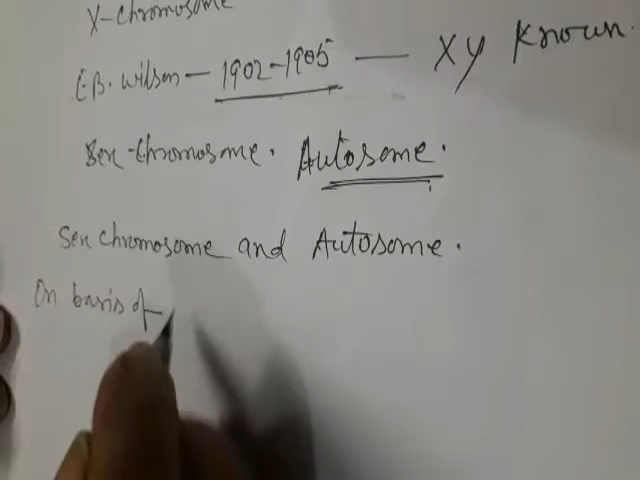 X-Chromosome
E.B. Wilson - 1902-1905 - XY Known.
Sex-Chromosome. Autosome.
Sex chromosome and Autosome.
On basis of